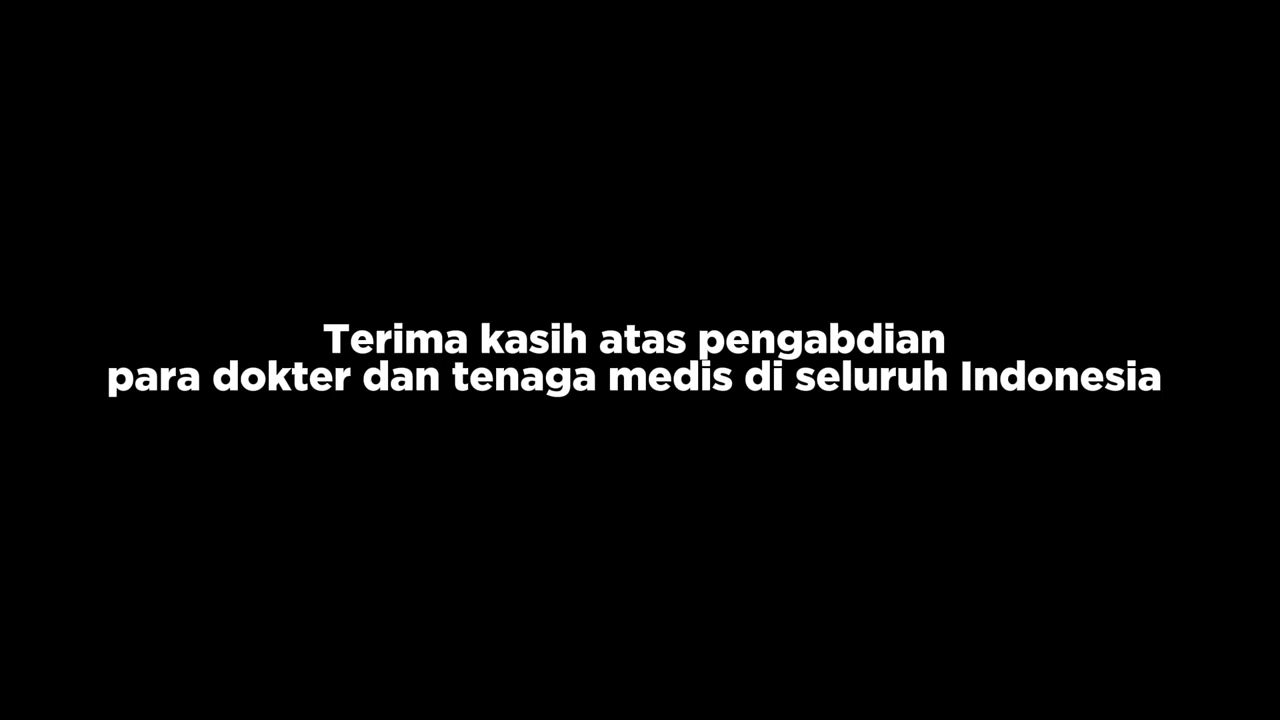 Terima kasih atas pengabdian
para dokter dan tenaga medis di seluruh Indonesia